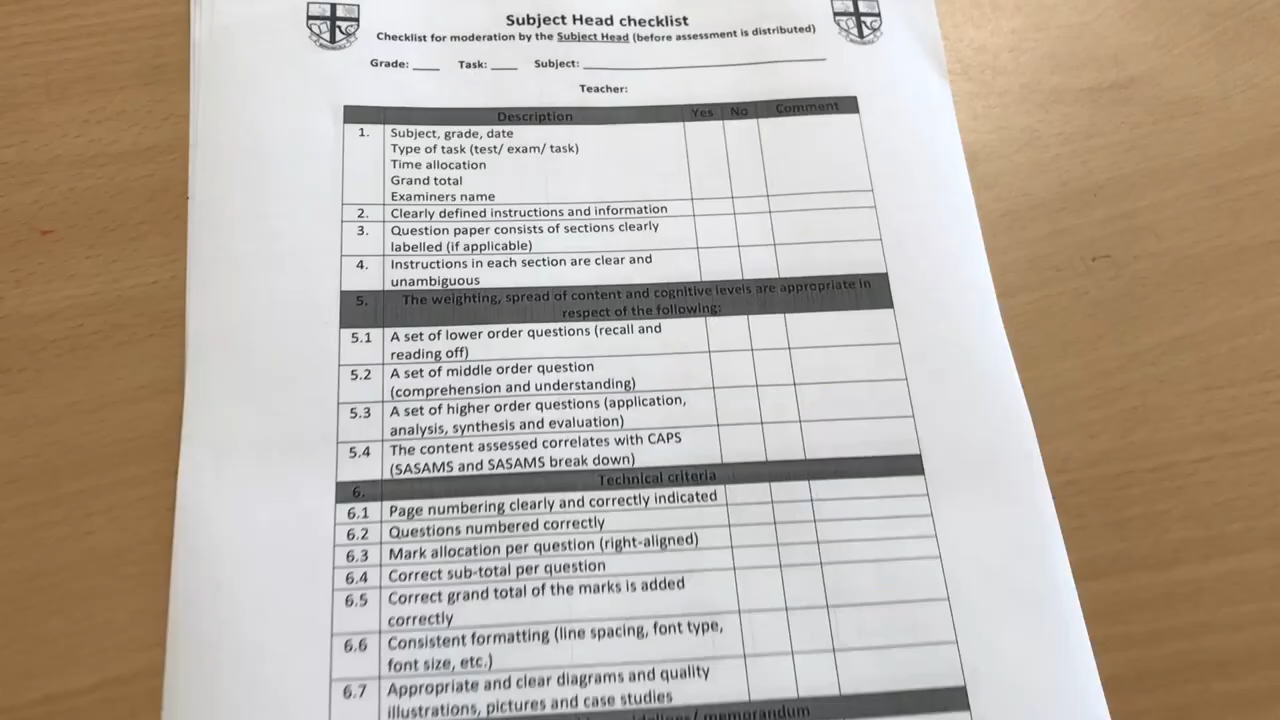 Subject Head checklist
Checklist for moderation by the Subject Head (before assessment is distributed)
Grade: ____ Task: ____ Subject: ____________________
Teacher:
Description Yes No Comment
1. Subject, grade, date
Type of task (test/ exam/ task)
Time allocation
Grand total
Examiners name
2. Clearly defined instructions and information
3. Question paper consists of sections clearly
labelled (if applicable)
4. Instructions in each section are clear and
unambiguous
5. The weighting, spread of content and cognitive levels are appropriate in
respect of the following:
5.1 A set of lower order questions (recall and
reading off)
5.2 A set of middle order question
(comprehension and understanding)
5.3 A set of higher order questions (application,
analysis, synthesis and evaluation)
5.4 The content assessed correlates with CAPS
(SASAMS and SASAMS break down)
6. Technical criteria
6.1 Page numbering clearly and correctly indicated
6.2 Questions numbered correctly
6.3 Mark allocation per question (right-aligned)
6.4 Correct sub-total per question
6.5 Correct grand total of the marks is added
correctly
6.6 Consistent formatting (line spacing, font type,
font size, etc.)
6.7 Appropriate and clear diagrams and quality
illustrations, pictures and case studies
memorandum